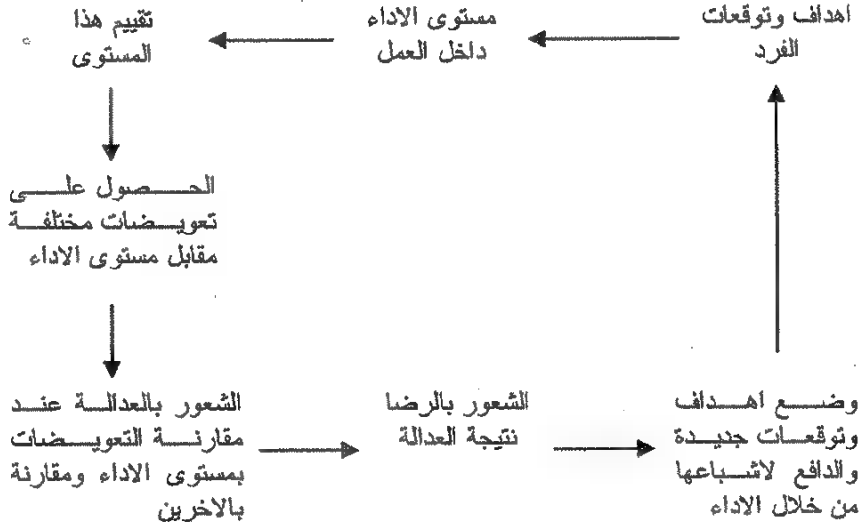 اهداف وتوقعات
الفرد
مستوى الاداء
داخل العمل
تقييم هذا
المستوى
الحصول على
تعويضات مختلفة
مقابل مستوى الاداء
الشعور بالعدالة عند
مقارنة التعويضات
بمستوى الاداء ومقارنة
بالاخرين
الشعور بالرضا
نتيجة العدالة
وضع اهداف
وتوقعات جديدة
والدافع لاشباعها
من خلال الاداء